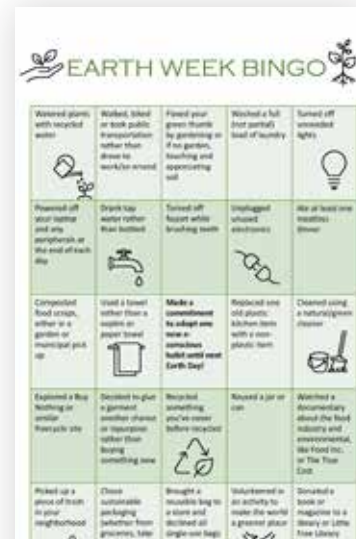 EARTH WEEK BINGO
Watered plants
with recycled
water
Walked, biked
or took public
transportation
rather than
drove to
work/an errand
Flexed your
green thumb
by gardening or
if no garden,
touching and
appreciating
soil
Washed a full
(not partial)
load of laundry
Turned off
unneeded
lights
Powered off
your laptop
and any
peripherals at
the end of each
day
Drank tap
water rather
than bottled
Turned off
faucet while
brushing teeth
Unplugged
unused
electronics
Ate at least one
meatless
dinner
Composted
food scraps,
either in a
garden or
municipal pick
up
Used a towel
rather than a
napkin or
paper towel
Made a
commitment
to adopt one
new e-
conscious
habit until next
Earth Day!
Replaced one
old plastic
kitchen item
with a non-
plastic item
Cleaned using
a natural/green
cleaner
Explored a Buy
Nothing or
similar
freecycle site
Decided to give
a garment
another chance
or repurpose
rather than
buying
something new
Recycled
something
you've never
before recycled
Reused a jar or
can
Watched a
documentary
about the food
industry and
environmental,
like Food Inc.
or The True
Cost
Picked up a
piece of trash
in your
neighborhood
Chose
sustainable
packaging
(whether from
groceries, take
Brought a
reusable bag to
a store and
declined all
single-use bags
Volunteered in
an activity to
make the world
a greener place
Donated a
book or
magazine to a
library or Little
Free Library